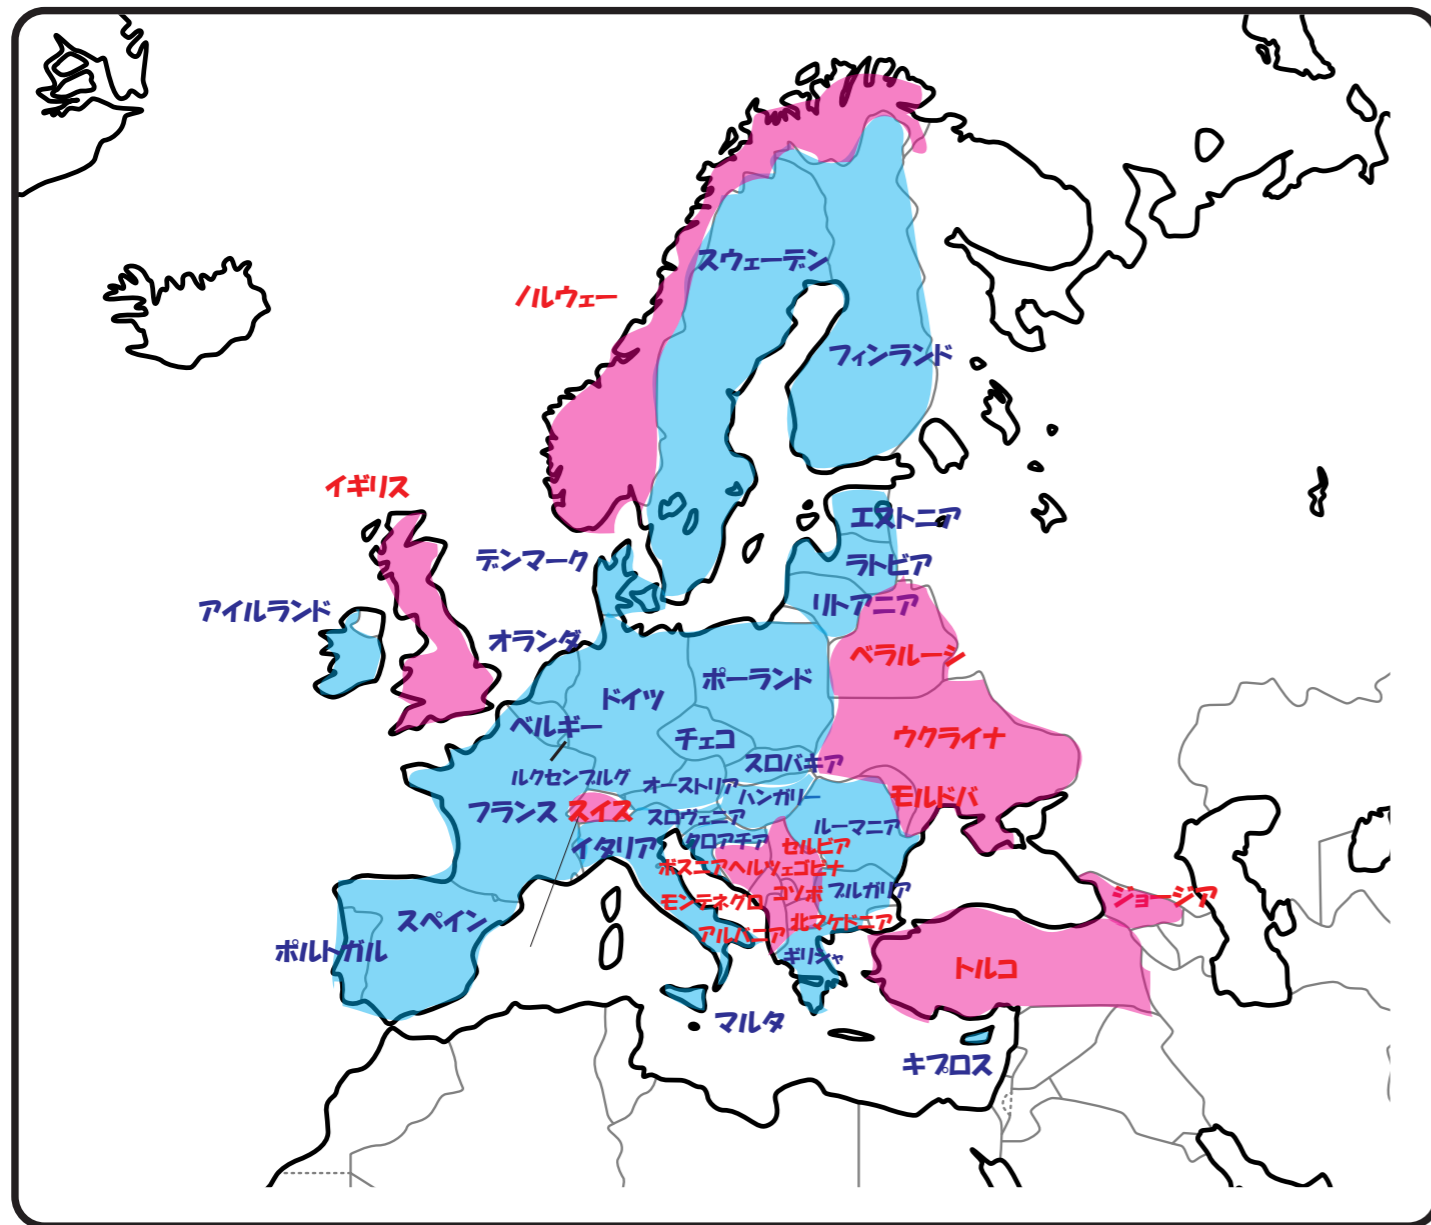 スウェーデン
ノルウェー
フィンランド
イギリス
エストニア
デンマーク
ラトビア
アイルランド
リトアニア
オランダ
ベラルーシ
ポーランド
ドイツ
ベルギー
チェコ
ウクライナ
スロバキア
ルクセンブルグ
オーストリア
ハンガリー
モルドバ
フランス
スイス
スロヴェニア
ルーマニア
イタリア
クロアチア
セルビア
ボスニアヘルツェゴビナ
コソボ
ブルガリア
ジョージア
モンテネグロ
スペイン
北マケドニア
アルバニア
ポルトガル
ギリシャ
トルコ
マルタ
キプロス